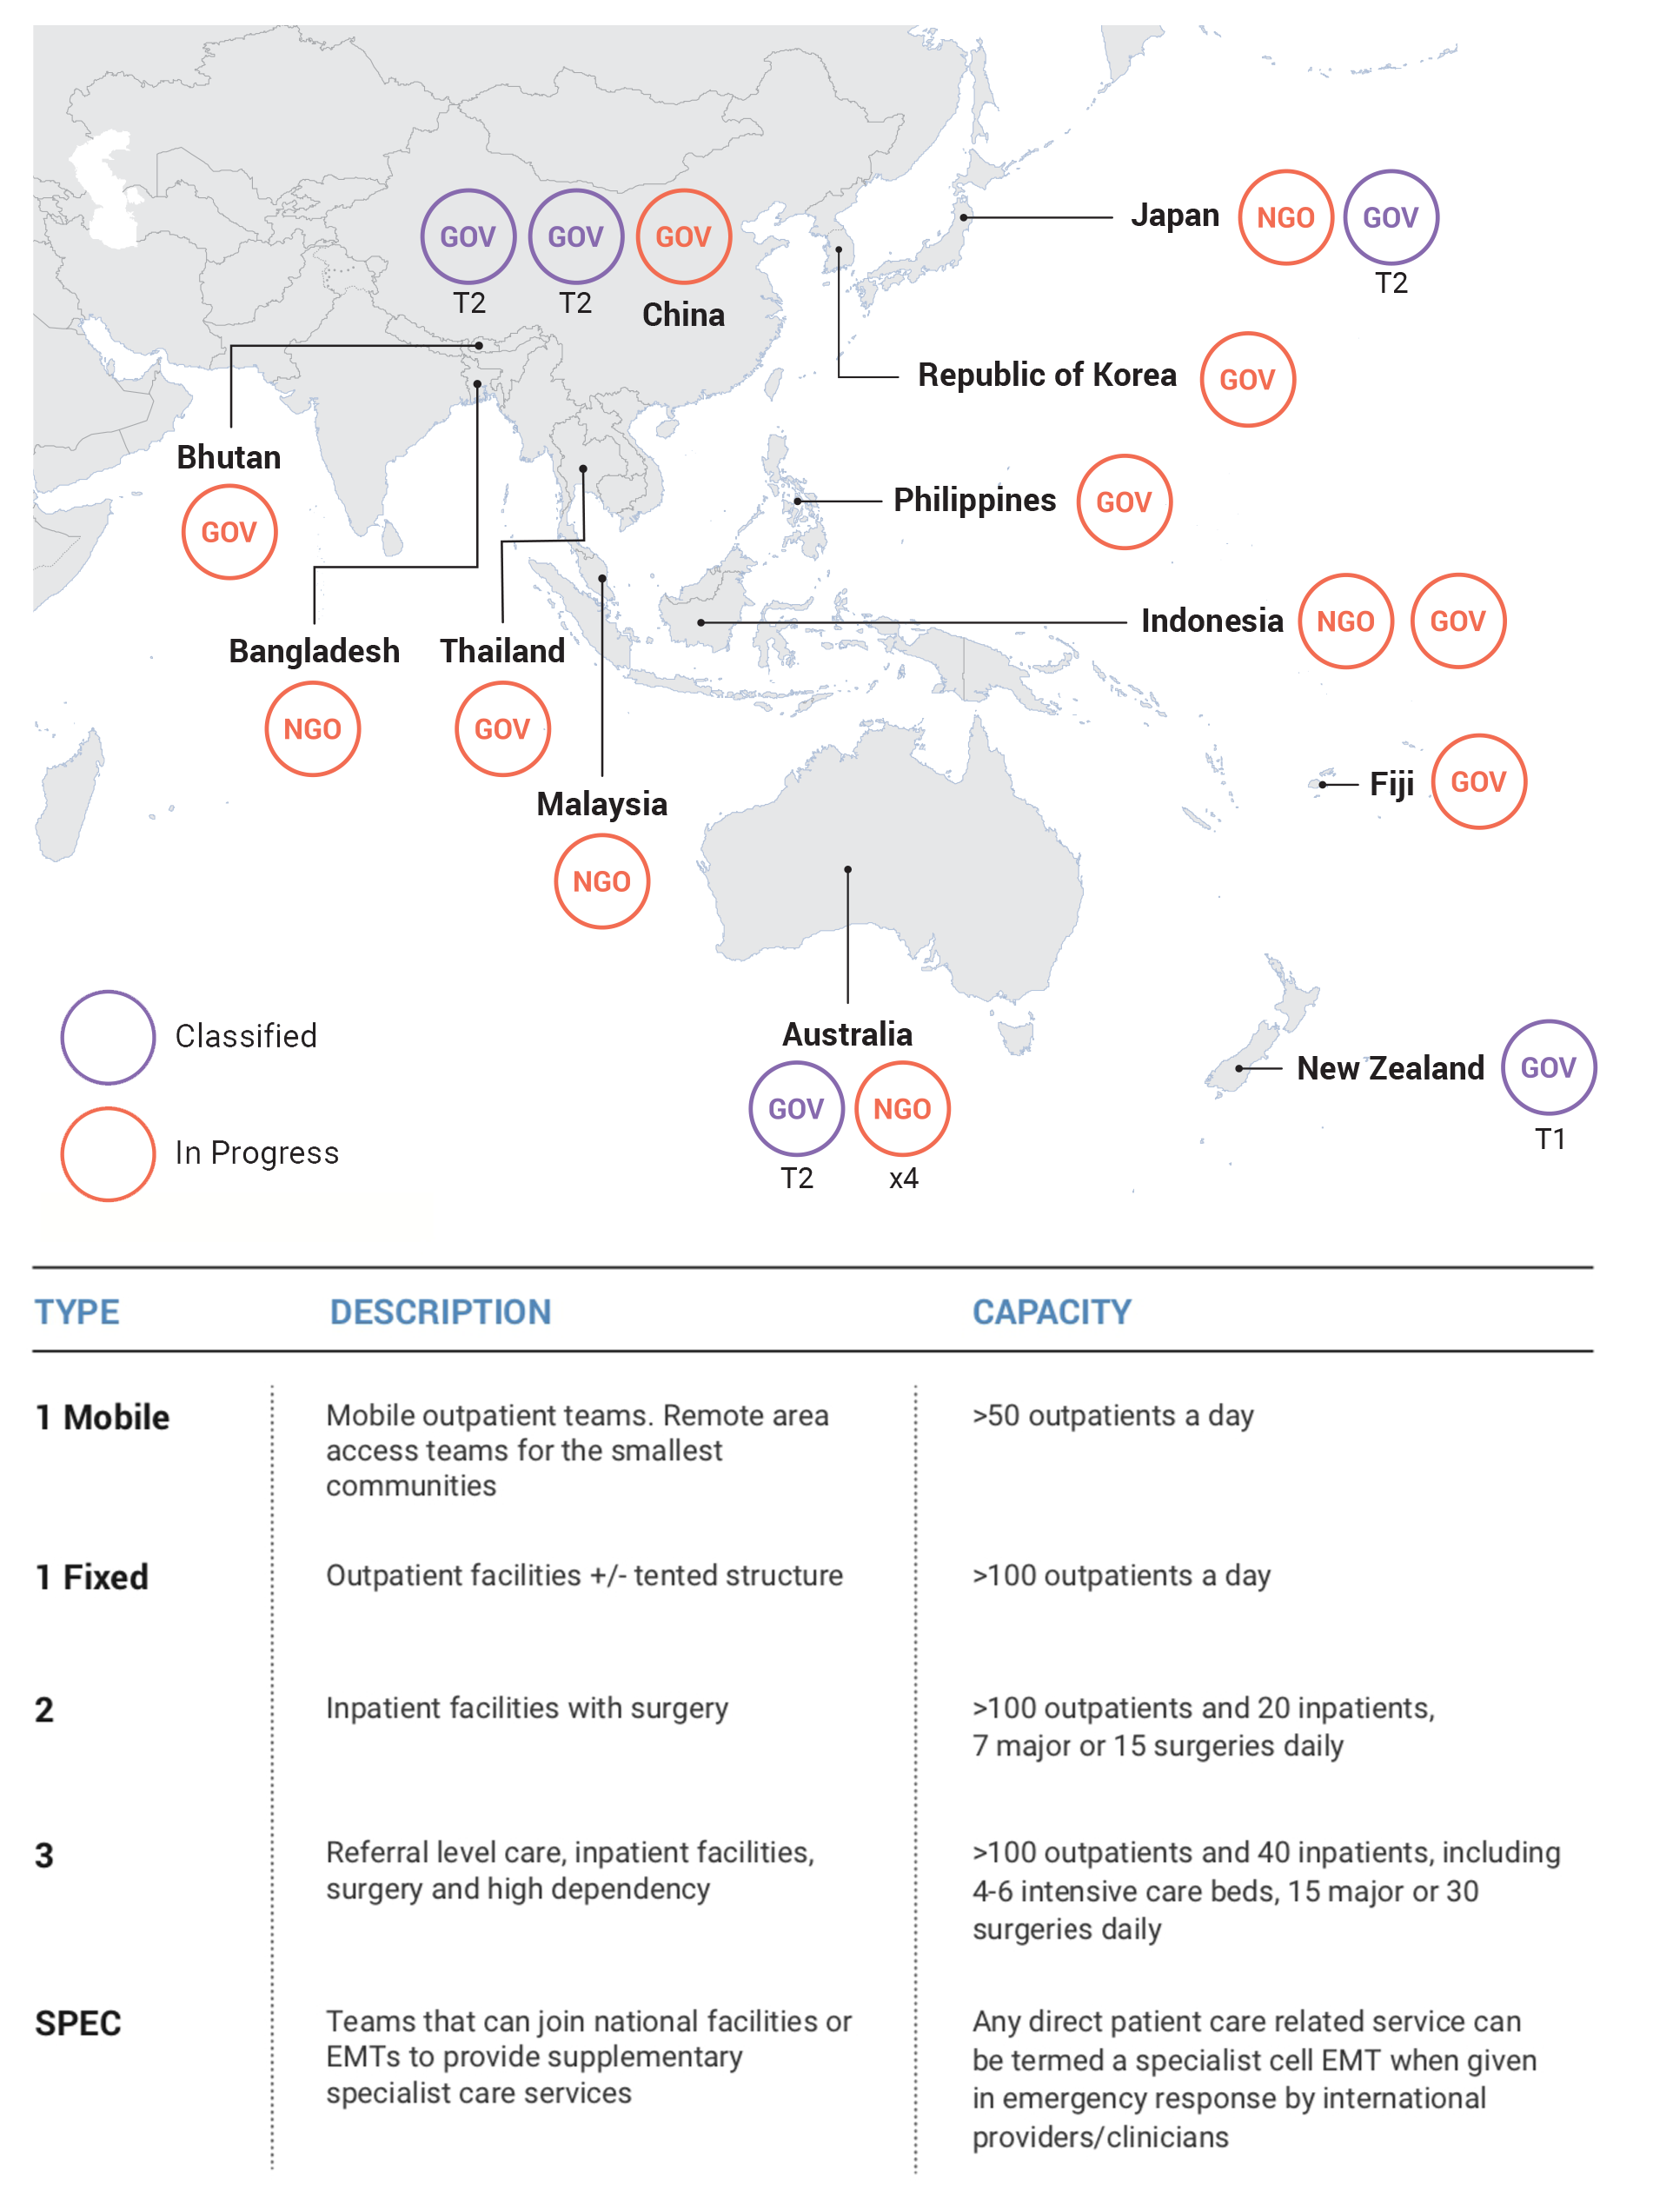 GOV GOV GOV
T2 T2 China
Japan NGO GOV
T2
Republic of Korea GOV
Bhutan
GOV
Philippines GOV
Indonesia NGO GOV
Bangladesh Thailand
NGO GOV
Fiji GOV
Malaysia
NGO
Classified
In Progress
Australia
GOV NGO
T2 x4
New Zealand GOV
T1
TYPE DESCRIPTION CAPACITY
1 Mobile
Mobile outpatient teams. Remote area
access teams for the smallest
communities
>50 outpatients a day
1 Fixed
Outpatient facilities +/- tented structure
>100 outpatients a day
2
Inpatient facilities with surgery
>100 outpatients and 20 inpatients,
7 major or 15 surgeries daily
3
Referral level care, inpatient facilities,
surgery and high dependency
>100 outpatients and 40 inpatients, including
4-6 intensive care beds, 15 major or 30
surgeries daily
SPEC
Teams that can join national facilities or
EMTs to provide supplementary
specialist care services
Any direct patient care related service can
be termed a specialist cell EMT when given
in emergency response by international
providers/clinicians